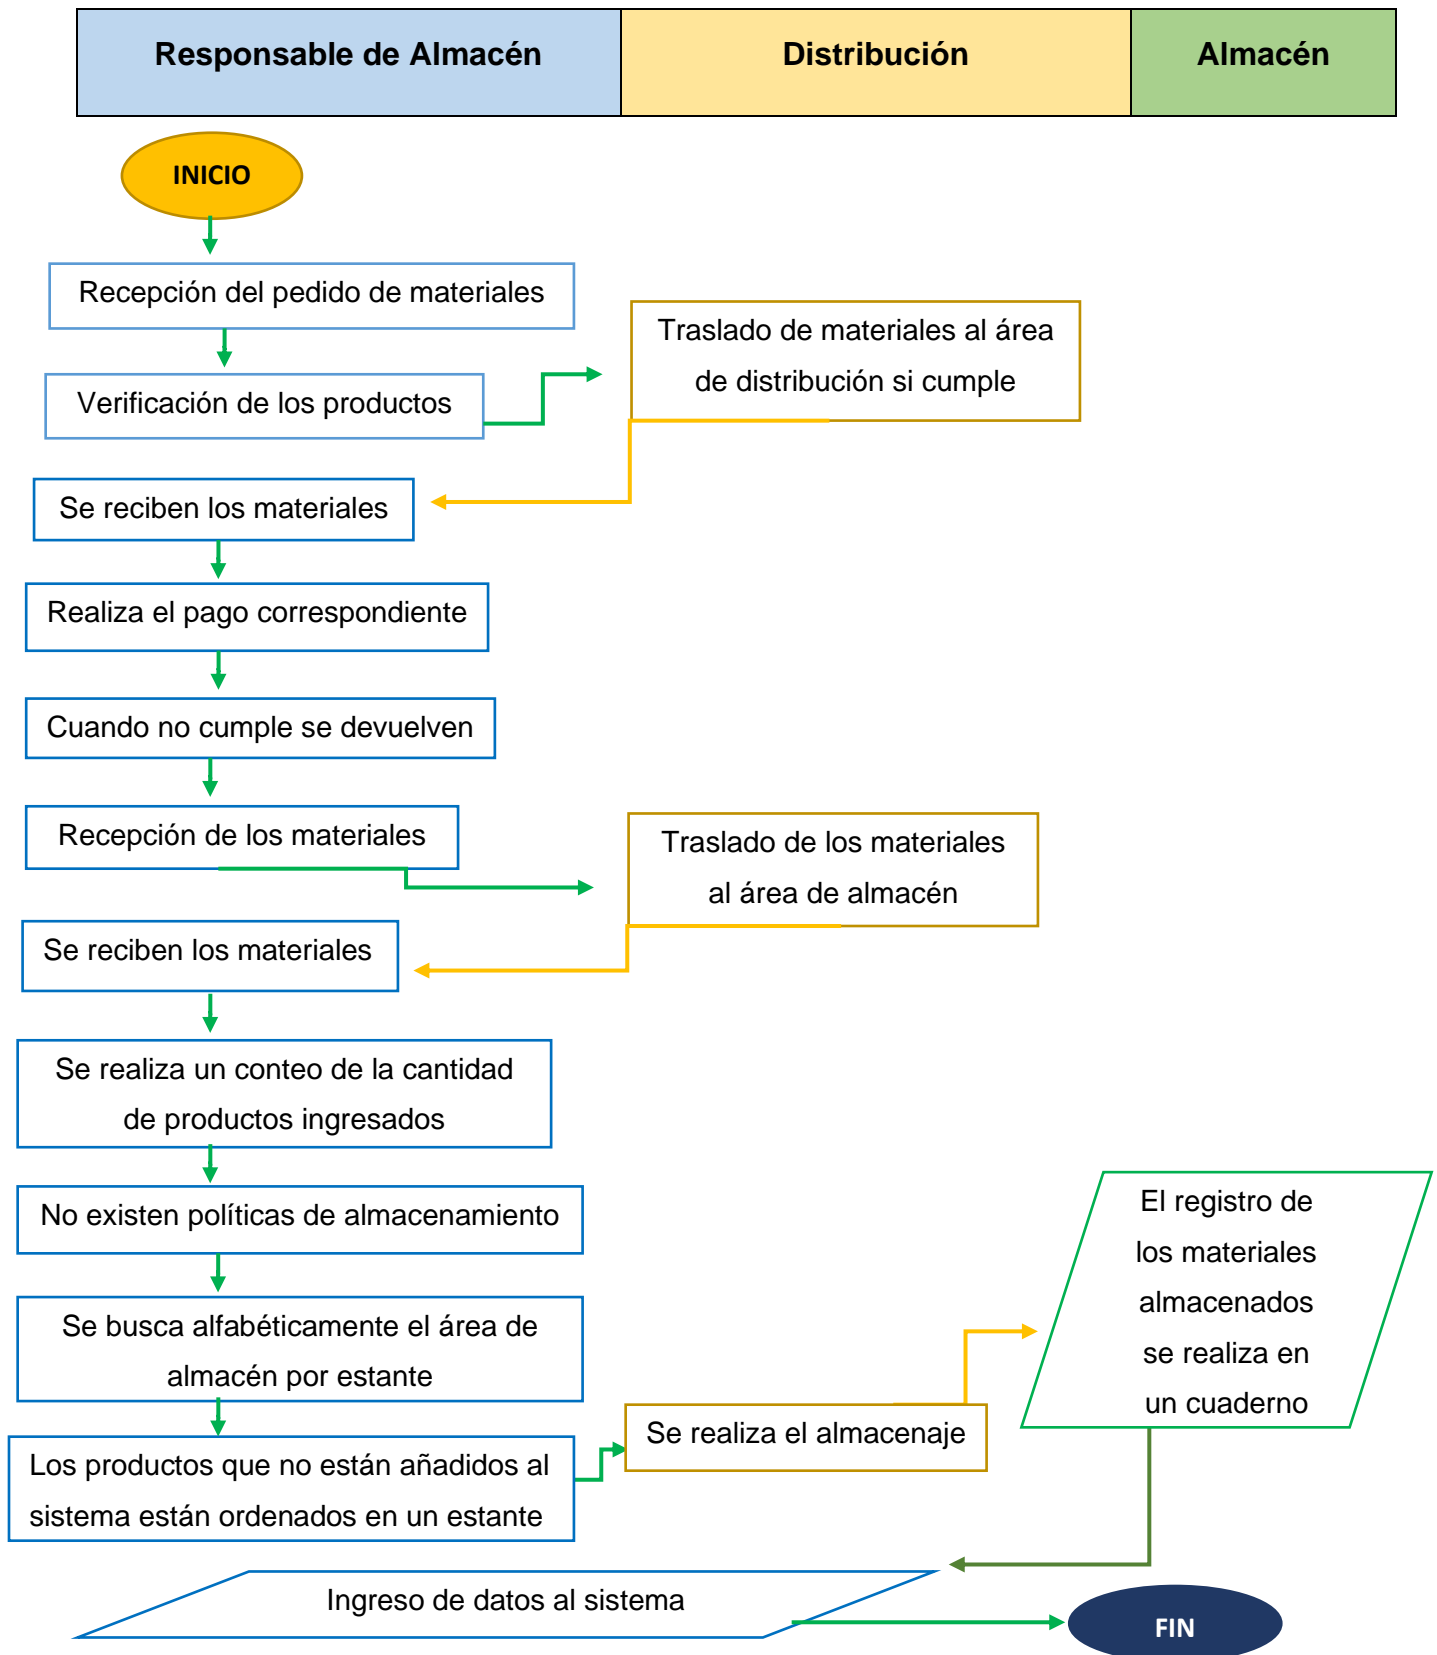 Responsable de Almacén
Distribución
Almacén
INICIO
Recepción del pedido de materiales
Traslado de materiales al área
de distribución si cumple
Verificación de los productos
Se reciben los materiales
Realiza el pago correspondiente
Cuando no cumple se devuelven
Recepción de los materiales
Traslado de los materiales
al área de almacén
Se reciben los materiales
Se realiza un conteo de la cantidad
de productos ingresados
No existen políticas de almacenamiento
Se busca alfabéticamente el área de
almacén por estante
Los productos que no están añadidos al
sistema están ordenados en un estante
Se realiza el almacenaje
El registro de
los materiales
almacenados
se realiza en
un cuaderno
Ingreso de datos al sistema
FIN